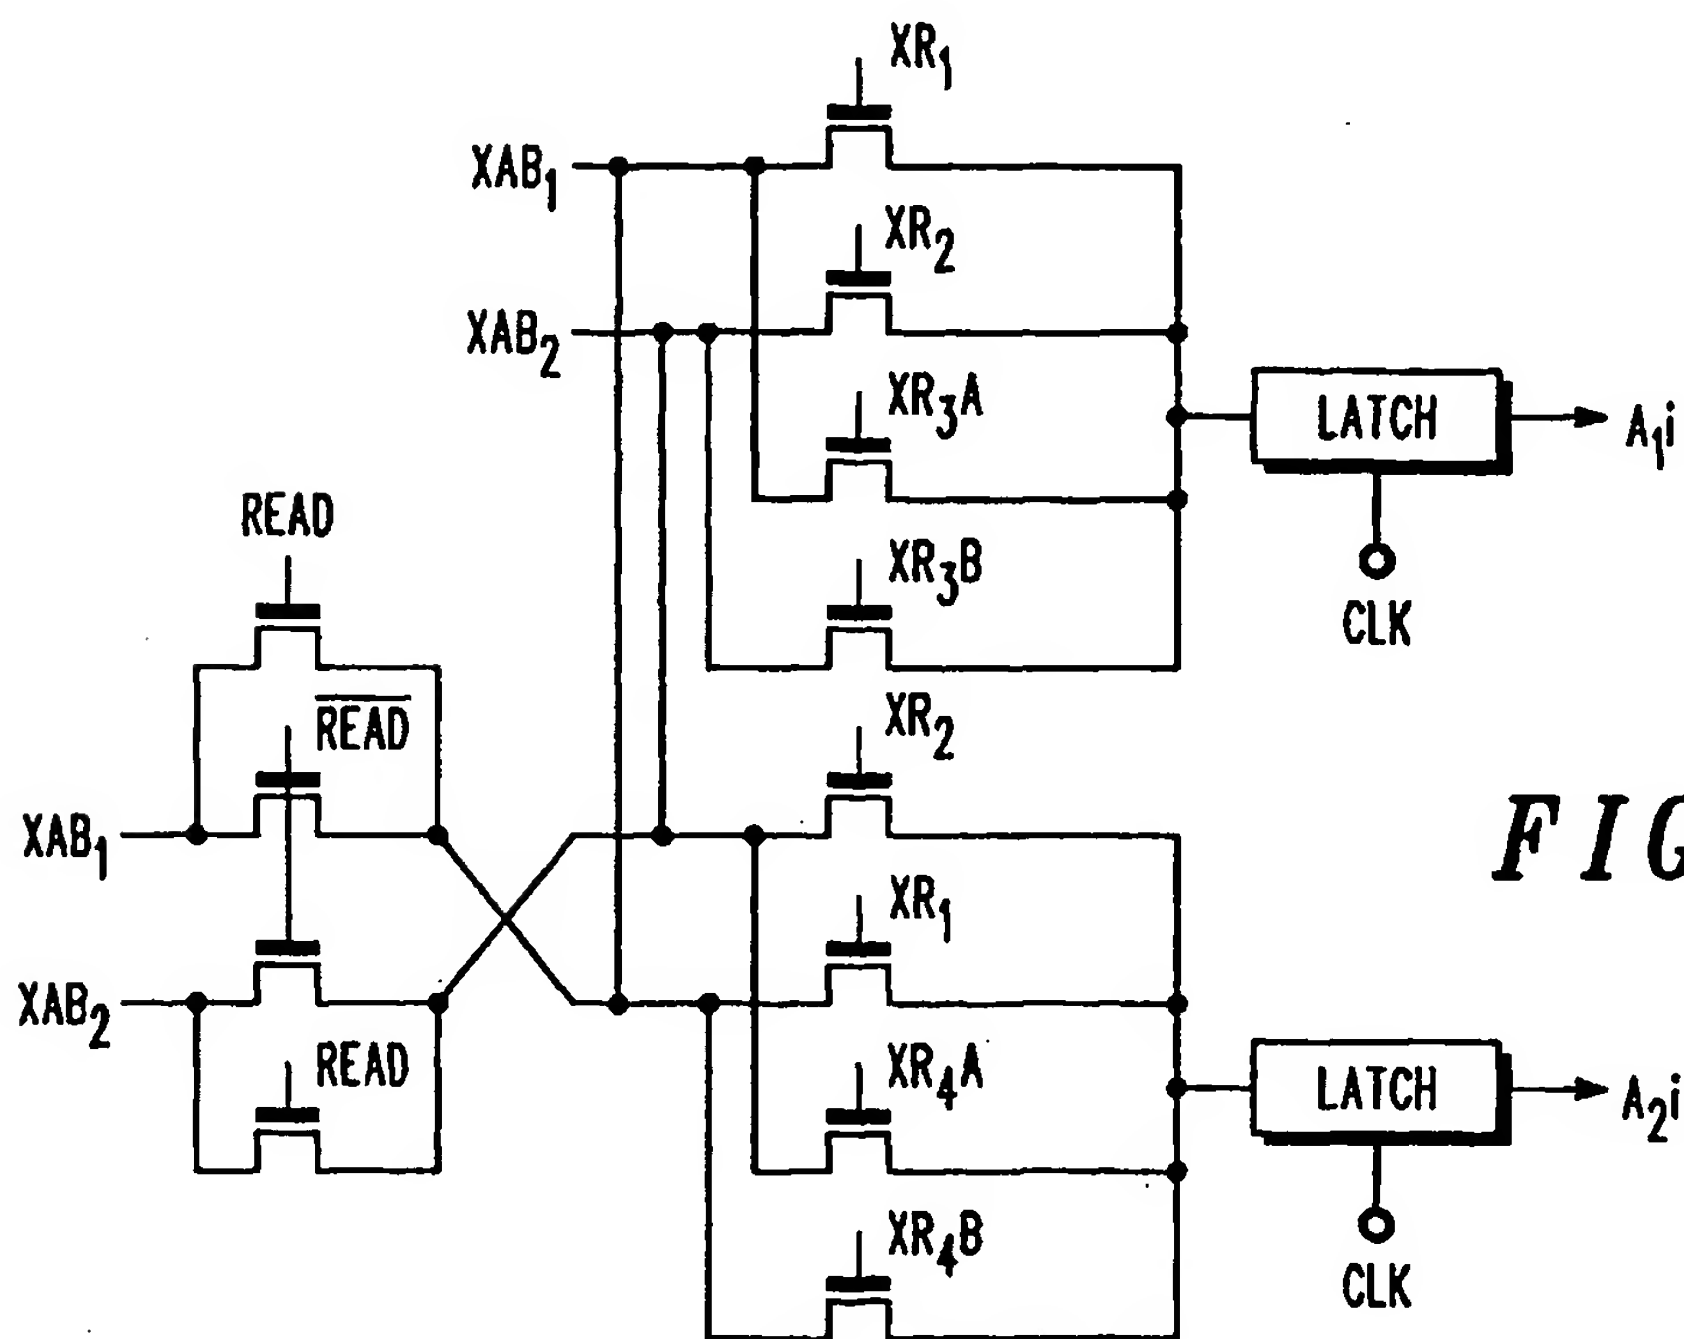 XR₁
XAB₁
XR₂
XAB₂
XR₃A
LATCH
A₁i
READ
XR₃B
CLK
R̅E̅A̅D̅
XR₂
XAB₁
FIG
XR₁
XAB₂
READ
XR₄A
LATCH
A₂i
XR₄B
CLK